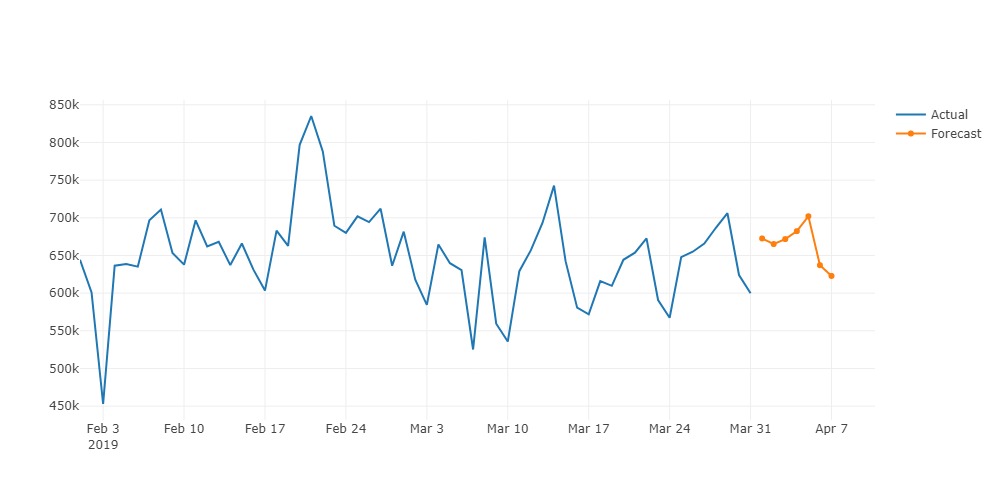 850k
800k
750k
700k
650k
600k
550k
500k
450k
Feb 3
2019
Feb 10
Feb 17
Feb 24
Mar 3
Mar 10
Mar 17
Mar 24
Mar 31
Apr 7
Actual
Forecast